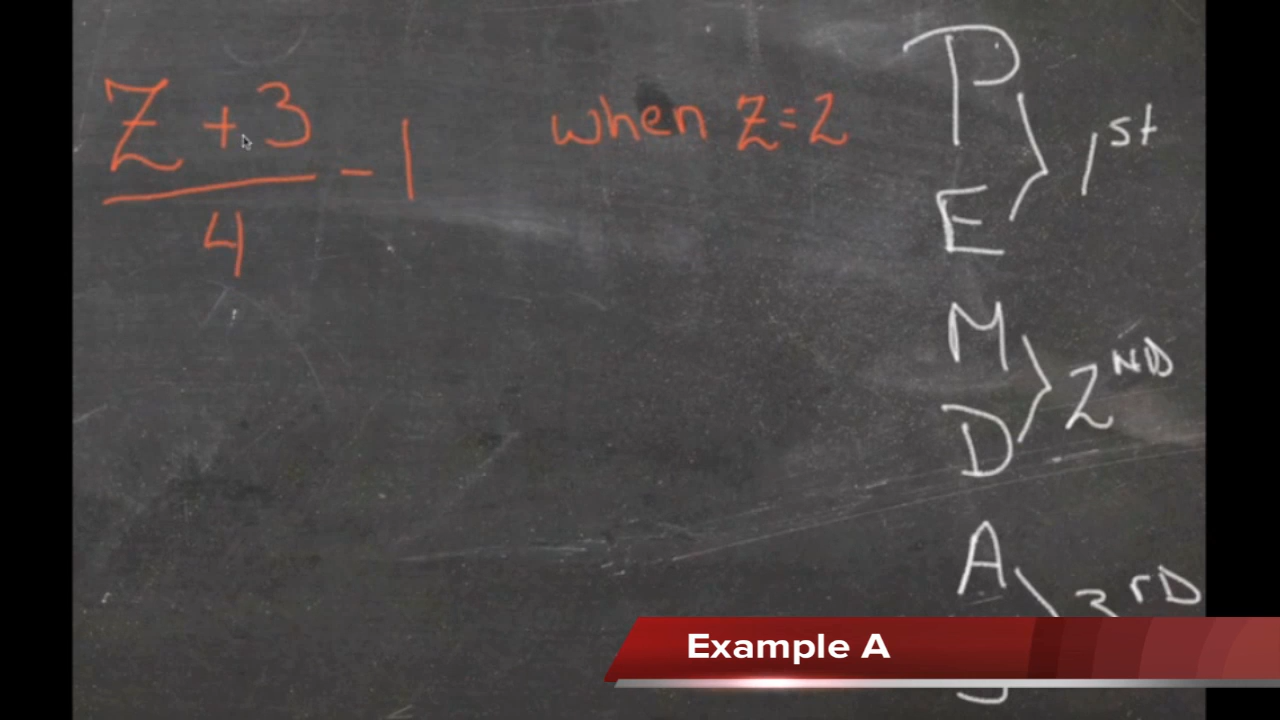 Z + 3
4
- 1
when Z = 2
P
E
1st
M
D
2ND
A
3rD
S
Example A